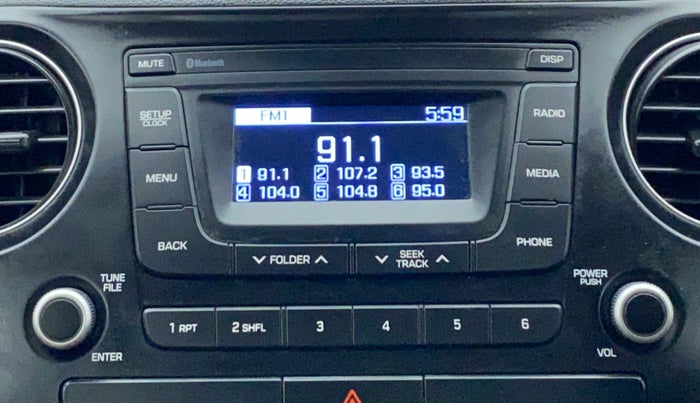 MUTE Bluetooth DISP
SETUP
CLOCK
FM1 5:59
RADIO
91.1
MENU
1 91.1 2 107.2 3 93.5
4 104.0 5 104.8 6 95.0
MEDIA
BACK
FOLDER
SEEK
TRACK
PHONE
TUNE
FILE
POWER
PUSH
1 RPT 2 SHFL 3 4 5 6
ENTER
VOL